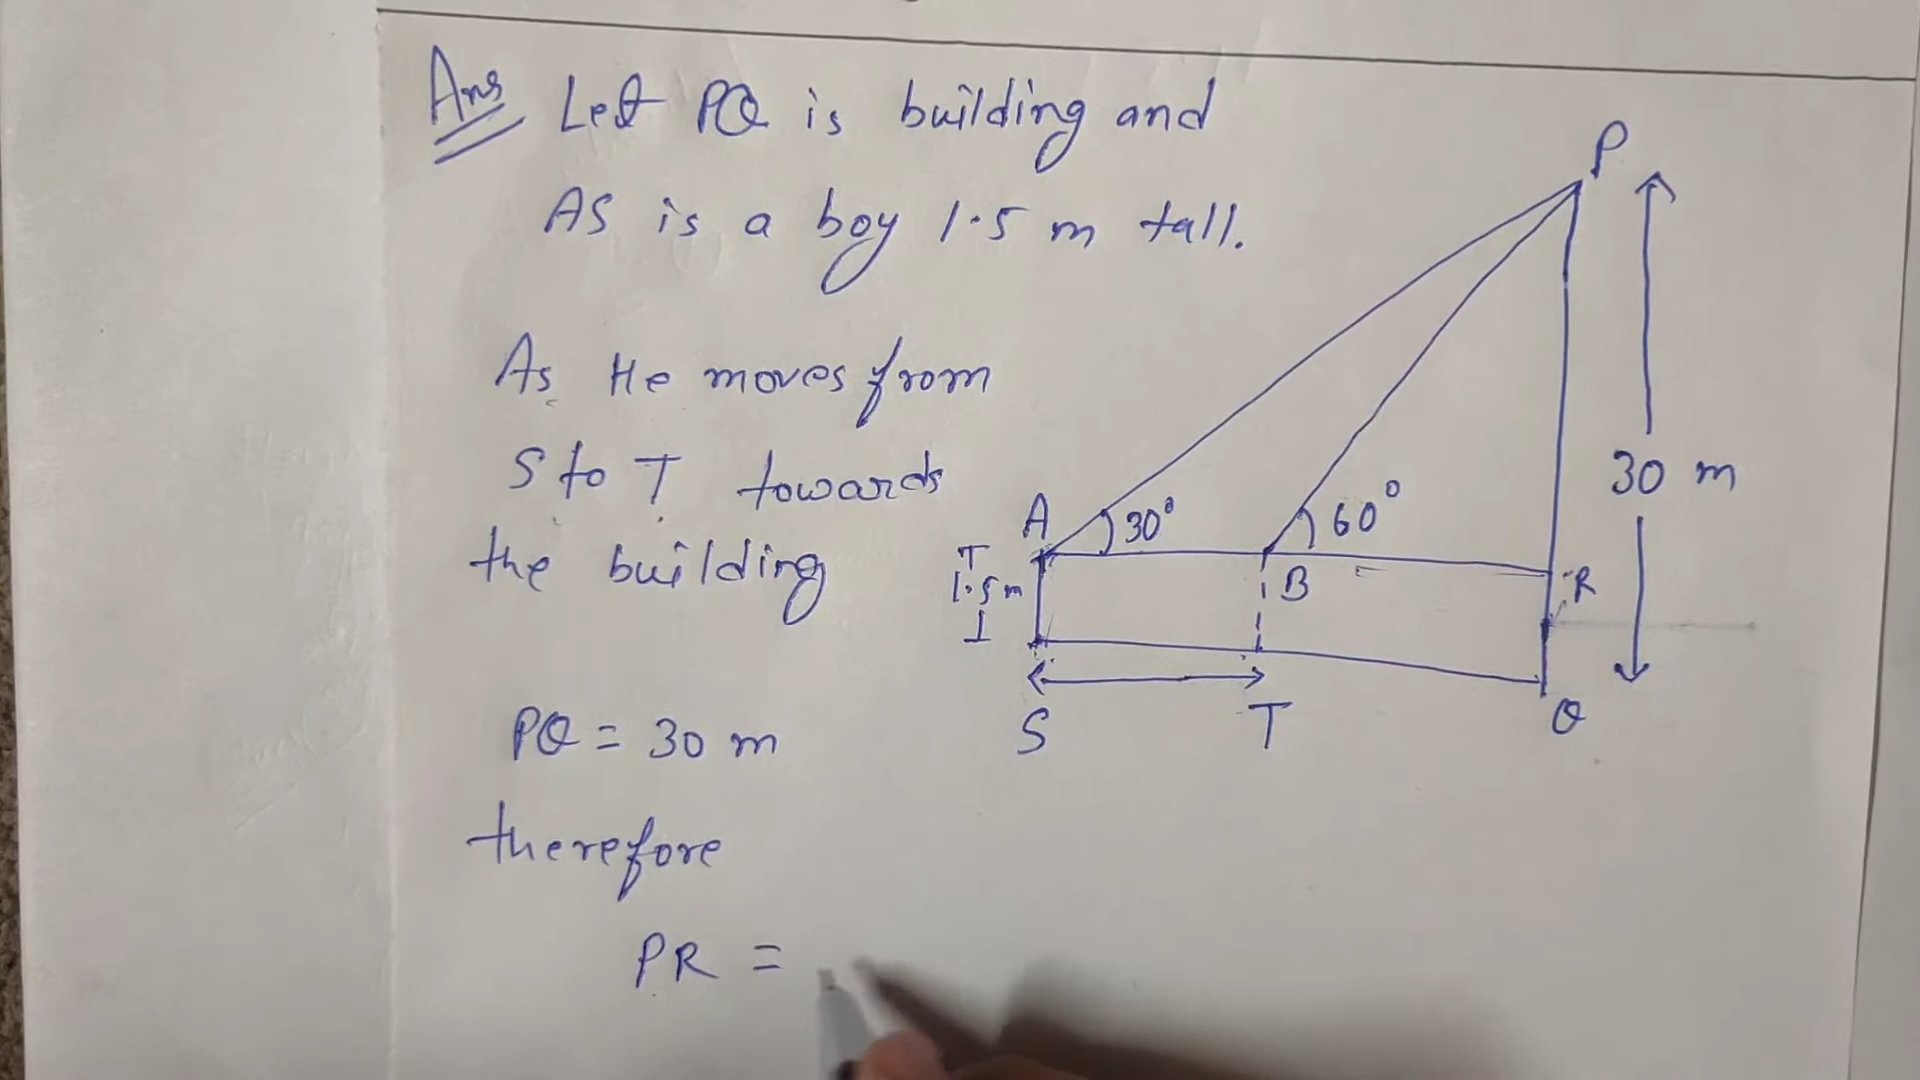 Ans Let PQ is building and
AS is a boy 1.5 m tall.
As He moves from
S to T towards
the building
PQ = 30 m
therefore
PR =
P
30 m
A
30°
60°
1.5 m
B
R
S
T
Q